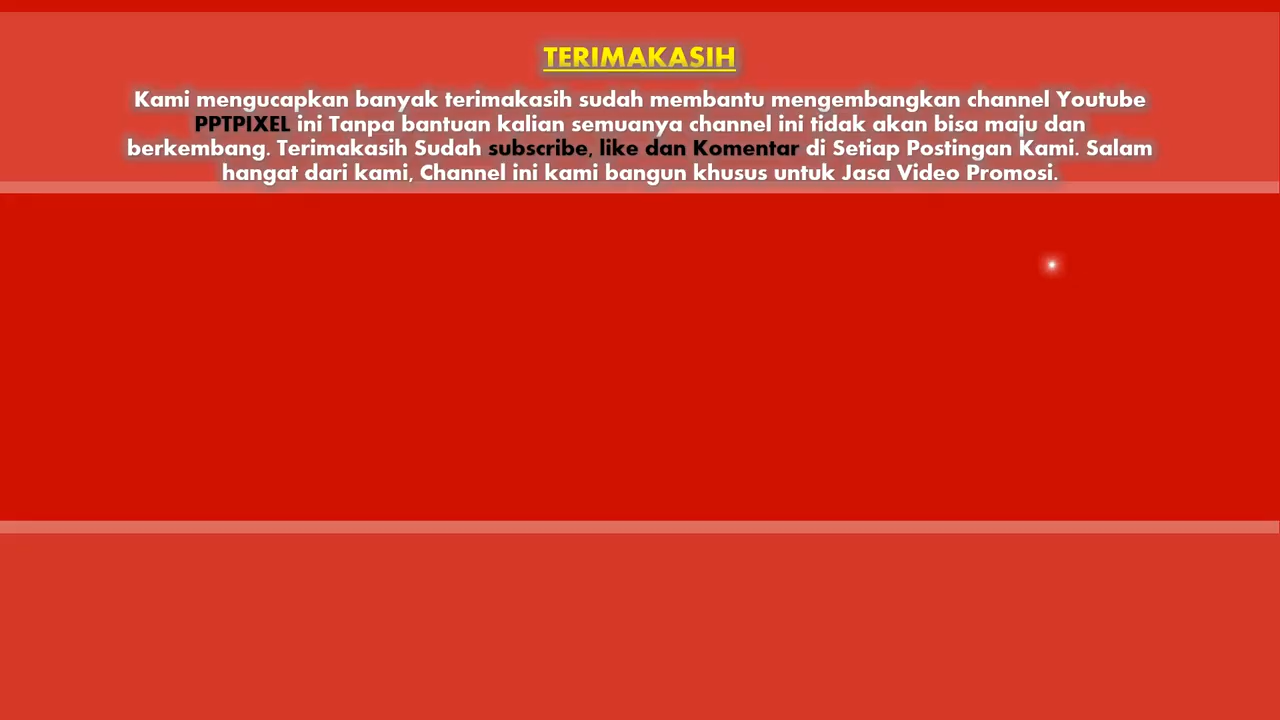 TERIMAKASIH
Kami mengucapkan banyak terimakasih sudah membantu mengembangkan channel Youtube
PPTPIXEL ini Tanpa bantuan kalian semuanya channel ini tidak akan bisa maju dan
berkembang. Terimakasih Sudah subscribe, like dan Komentar di Setiap Postingan Kami. Salam
hangat dari kami, Channel ini kami bangun khusus untuk Jasa Video Promosi.